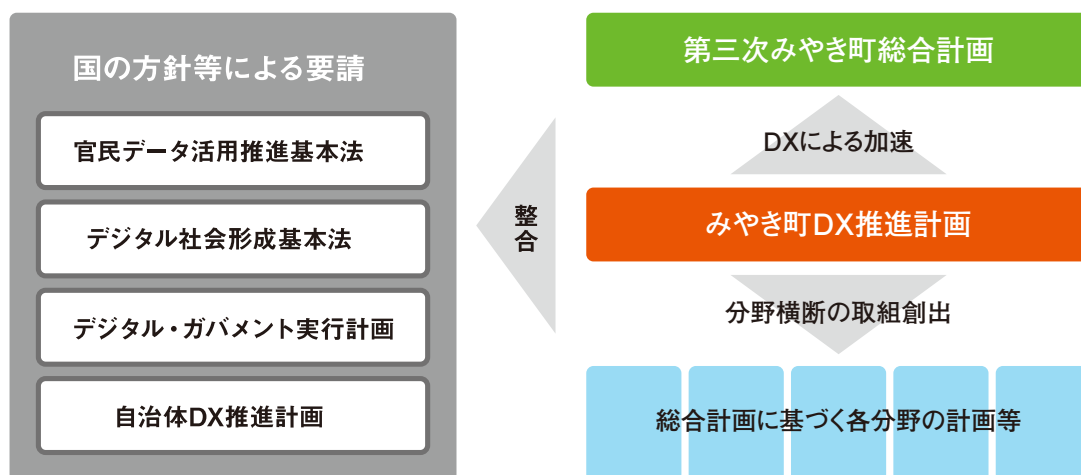 国の方針等による要請
官民データ活用推進基本法
デジタル社会形成基本法
デジタル・ガバメント実行計画
自治体DX推進計画
整合
第三次みやき町総合計画
DXによる加速
みやき町DX推進計画
分野横断の取組創出
総合計画に基づく各分野の計画等